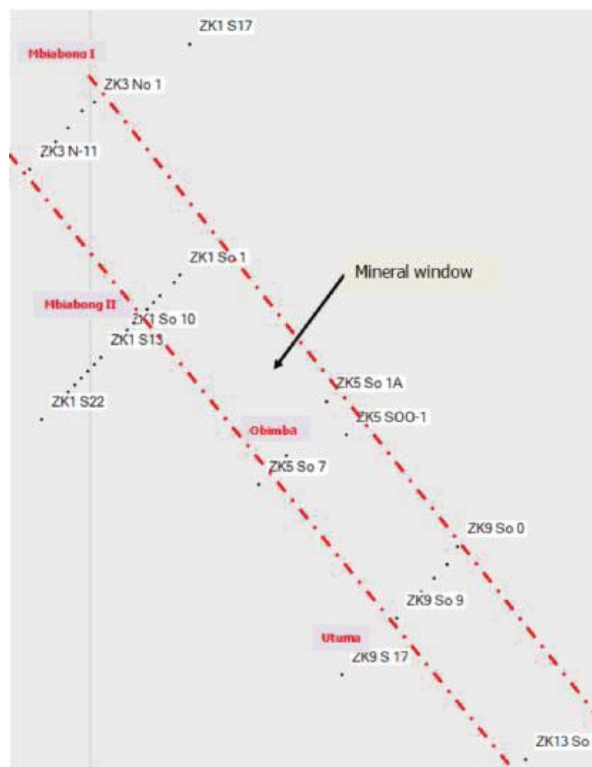 ZK1 S17
Mbiabong I
ZK3 No 1
ZK3 N-11
ZK1 So 1
Mineral window
Mbiabong II
ZK1 So 10
ZK1 S13
ZK5 So 1A
ZK1 S22
ZK5 SOO-1
Obimba
ZK5 So 7
ZK9 So 0
ZK9 So 9
Utuma
ZK9 S 17
ZK13 So